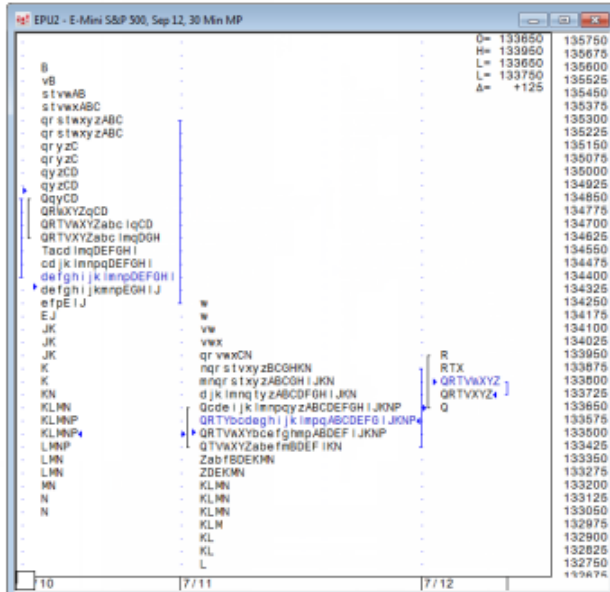 EPU2 - E-Mini S&P 500, Sep 12, 30 Min MP
O= 133650
H= 133950
L= 133650
L= 133750
Δ= +125
135750
135675
135600
135525
135450
135375
135300
135225
135150
135075
135000
134925
134850
134775
134700
134625
134550
134475
134400
134325
134250
134175
134100
134025
133950
133875
133800
133725
133650
133575
133500
133425
133350
133275
133200
133125
133050
132975
132900
132825
132750
132675
B
vB
stvwAB
stvwxABC
qrstwxyzABC
qrstwxyzABC
qryzC
qryzC
qyzCD
qyzCD
QqyCD
QRWXYZqCD
QRTVWXYZabclqCD
QRTVXYZabclmqDGH
TacdlmqDEFGHI
cdjklmnpqDEFGHI
defghijklmnpDEFGHI
defghijkmnpEGHIJ
efpEIJ
EJ
JK
JK
JK
K
K
KN
KLMN
KLMNP
KLMNP
LMNP
LMN
LMN
MN
N
N
w
w
vw
vwx
qrvwxCN
nqrstvxyzBCGHKN
mnqrstxyzABCGHIJKN
djklmnqtyzABCDFGHIJKN
QcdeijklmnpqyzABCDEFGHIJKNP
QRTYbcdeghijklmpqABCDEFGIJKNP
QRTVWXYbcefghmpABDEFIJKNP
QTVWXYZabefmBDEFIKN
ZabfBDEKMN
ZDEKMN
KLMN
KLMN
KLMN
KLM
KL
KL
L
R
RTX
QRTVWXYZ
QRTVXYZ
Q
7/10
7/11
7/12